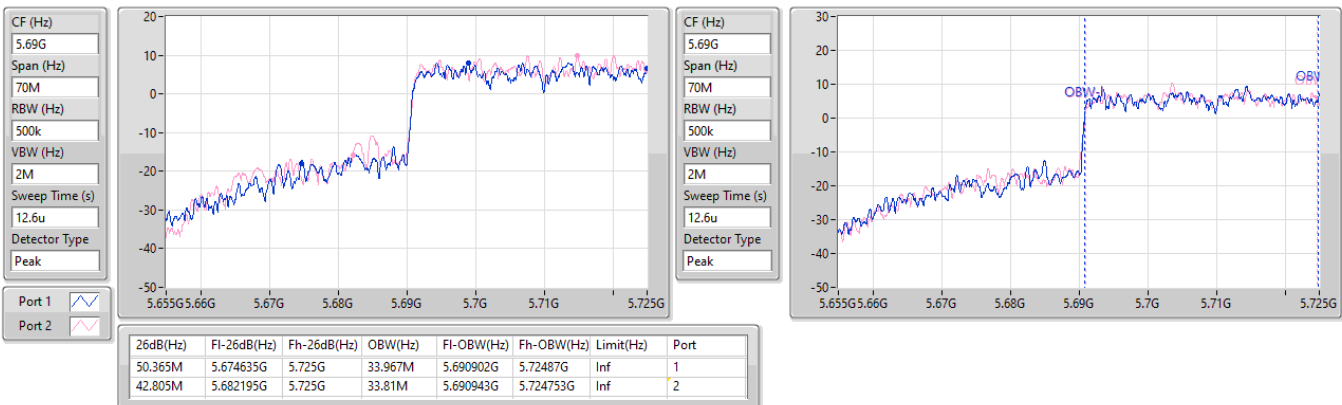 CF (Hz)
5.69G
Span (Hz)
70M
RBW (Hz)
500k
VBW (Hz)
2M
Sweep Time (s)
12.6u
Detector Type
Peak
Port 1
Port 2
20
10
0
-10
-20
-30
-40
-50
5.655G 5.66G 5.67G 5.68G 5.69G 5.7G 5.71G 5.725G
CF (Hz)
5.69G
Span (Hz)
70M
RBW (Hz)
500k
VBW (Hz)
2M
Sweep Time (s)
12.6u
Detector Type
Peak
30
20
10
0
-10
-20
-30
-40
-50
OBW
OBW
5.655G 5.66G 5.67G 5.68G 5.69G 5.7G 5.71G 5.725G
26dB(Hz) Fl-26dB(Hz) Fh-26dB(Hz) OBW(Hz) Fl-OBW(Hz) Fh-OBW(Hz) Limit(Hz) Port
50.365M 5.674635G 5.725G 33.967M 5.690902G 5.72487G Inf 1
42.805M 5.682195G 5.725G 33.81M 5.690943G 5.724753G Inf 2